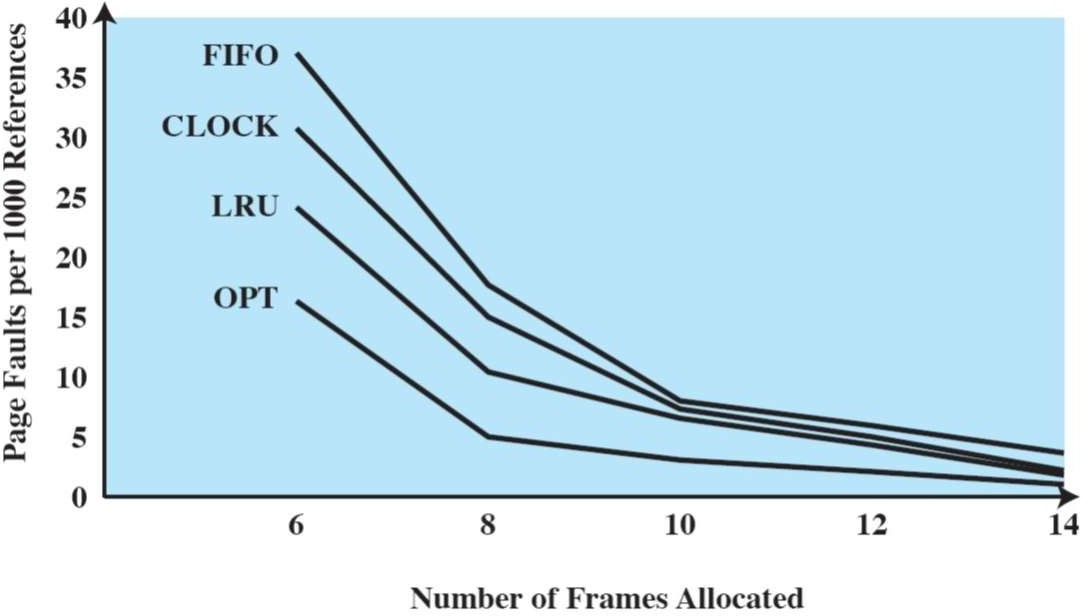 Page Faults per 1000 References
40
35
30
25
20
15
10
5
0
FIFO
CLOCK
LRU
OPT
6 8 10 12 14
Number of Frames Allocated